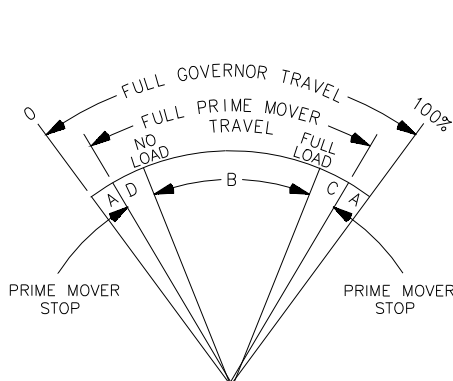 FULL GOVERNOR TRAVEL
0
100%
FULL PRIME MOVER
TRAVEL
NO
LOAD
FULL
LOAD
A
D
B
C
A
PRIME MOVER
STOP
PRIME MOVER
STOP